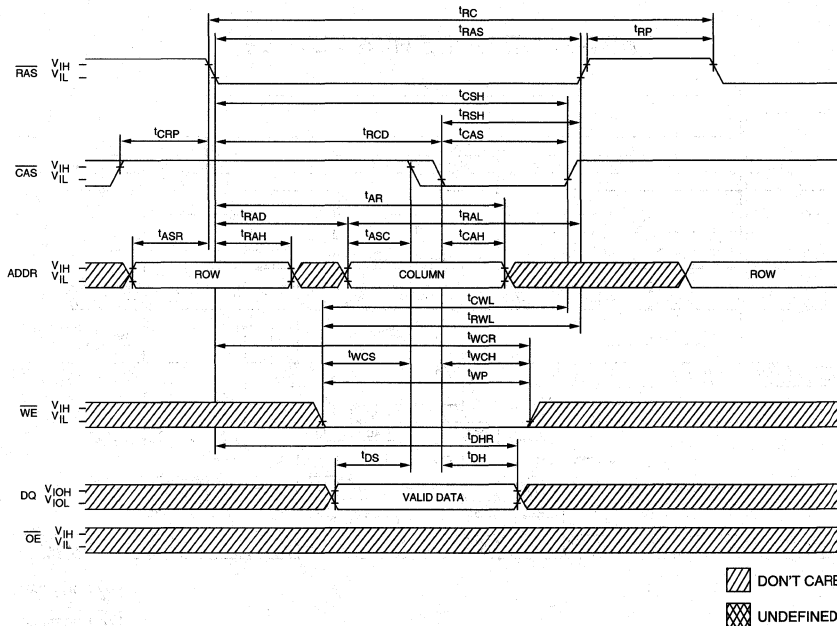 tRC
tRAS
tRP
RAS VIH
VIL
tCSH
tRSH
tCRP
tRCD
tCAS
CAS VIH
VIL
tAR
tRAD
tRAL
tASR
tRAH
tASC
tCAH
ADDR VIH
VIL
ROW
COLUMN
ROW
tCWL
tRWL
tWCR
tWCS
tWCH
tWP
WE VIH
VIL
tDHR
tDS
tDH
DQ VIOH
VIOL
VALID DATA
OE VIH
VIL
DON'T CARE
UNDEFINED